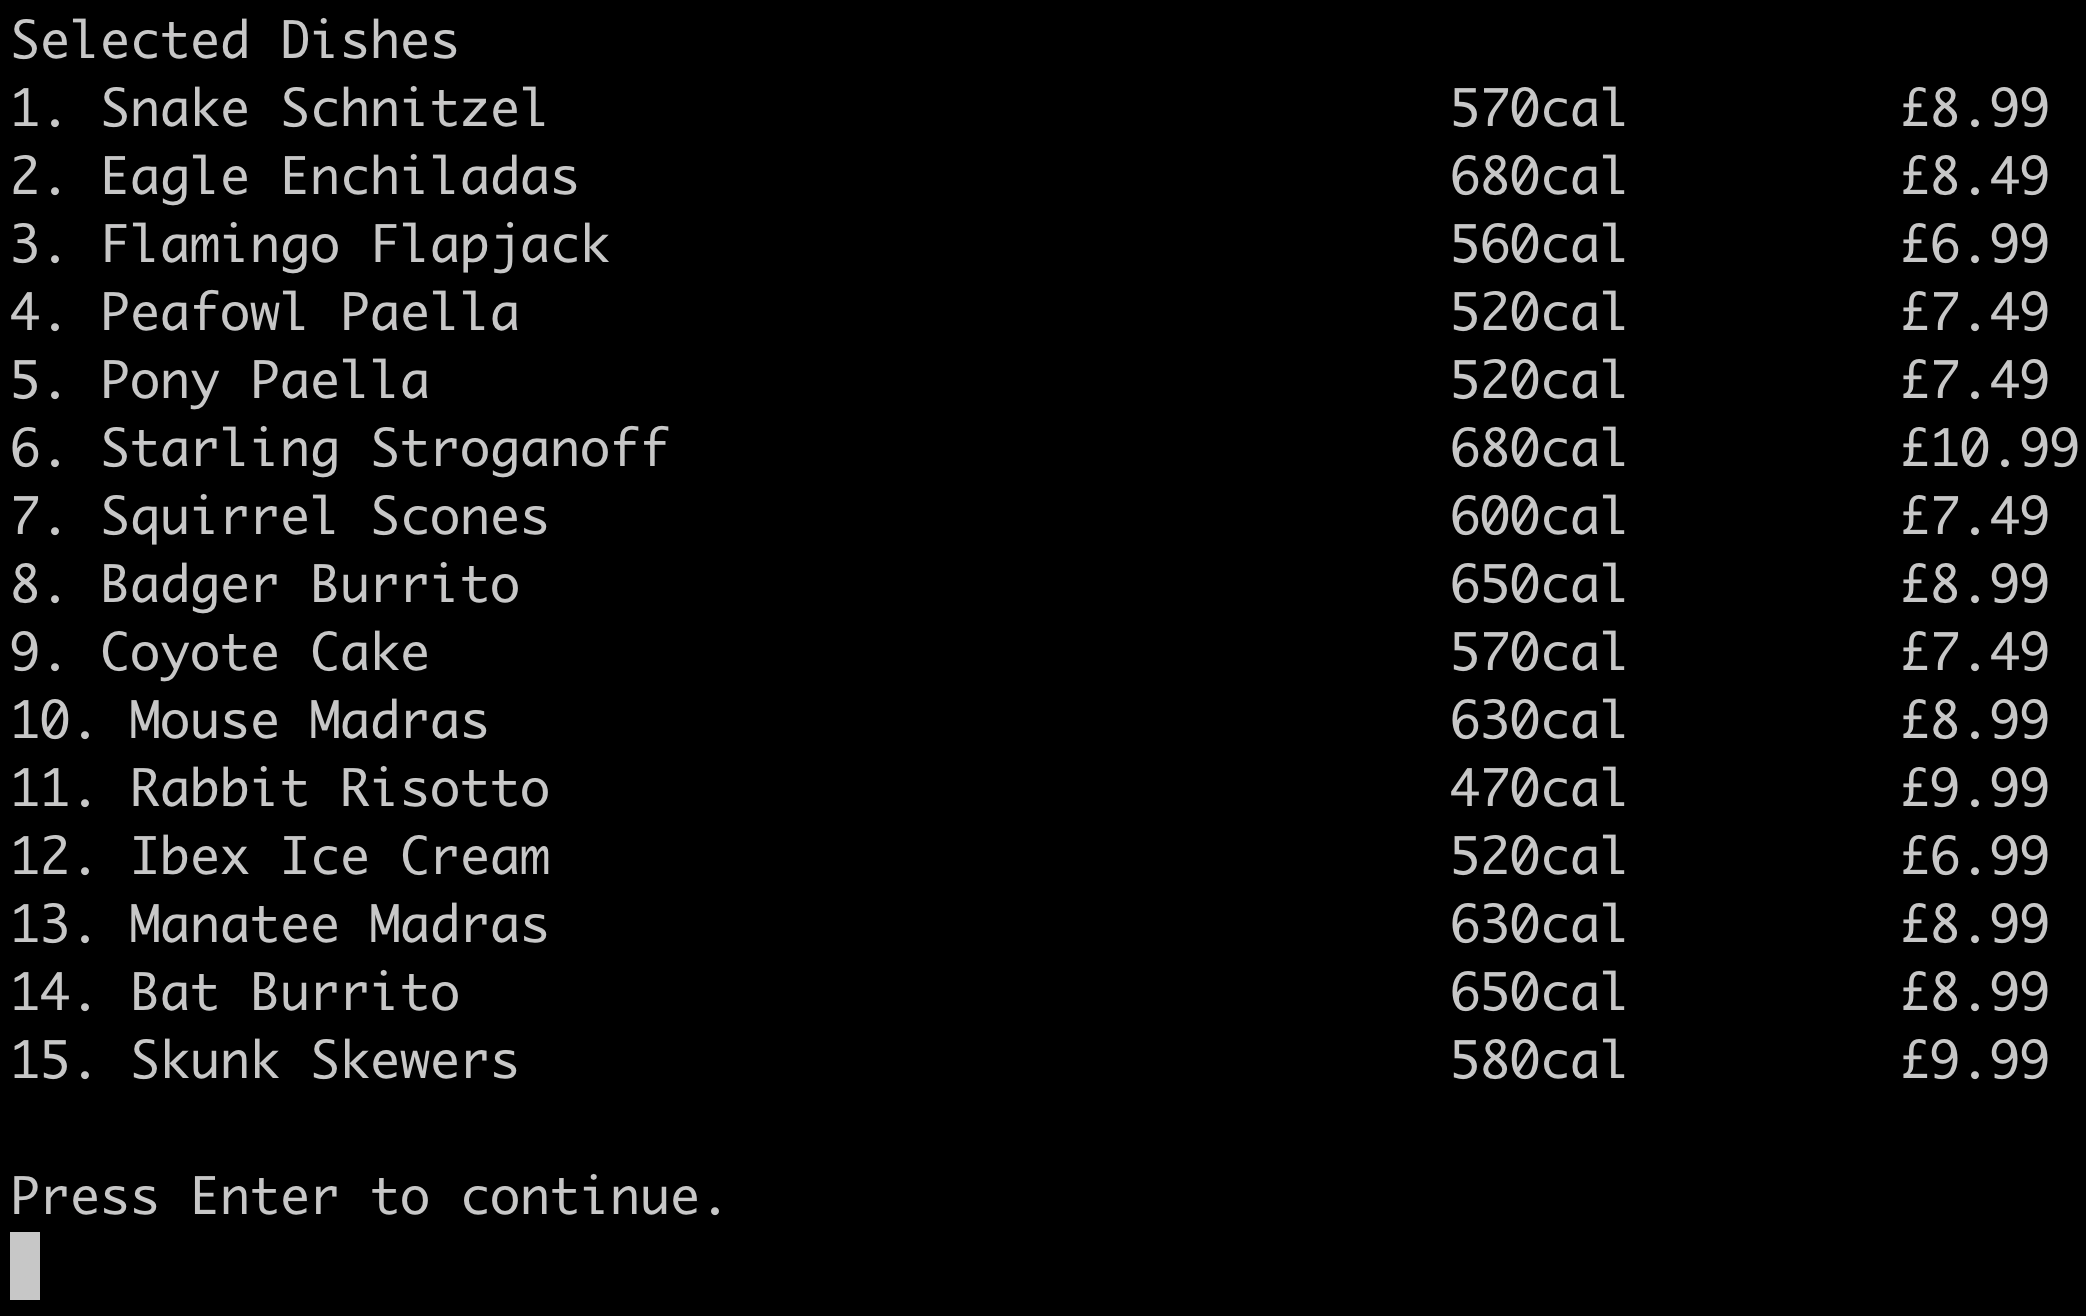 Selected Dishes
1. Snake Schnitzel 570cal £8.99
2. Eagle Enchiladas 680cal £8.49
3. Flamingo Flapjack 560cal £6.99
4. Peafowl Paella 520cal £7.49
5. Pony Paella 520cal £7.49
6. Starling Stroganoff 680cal £10.99
7. Squirrel Scones 600cal £7.49
8. Badger Burrito 650cal £8.99
9. Coyote Cake 570cal £7.49
10. Mouse Madras 630cal £8.99
11. Rabbit Risotto 470cal £9.99
12. Ibex Ice Cream 520cal £6.99
13. Manatee Madras 630cal £8.99
14. Bat Burrito 650cal £8.99
15. Skunk Skewers 580cal £9.99
Press Enter to continue.